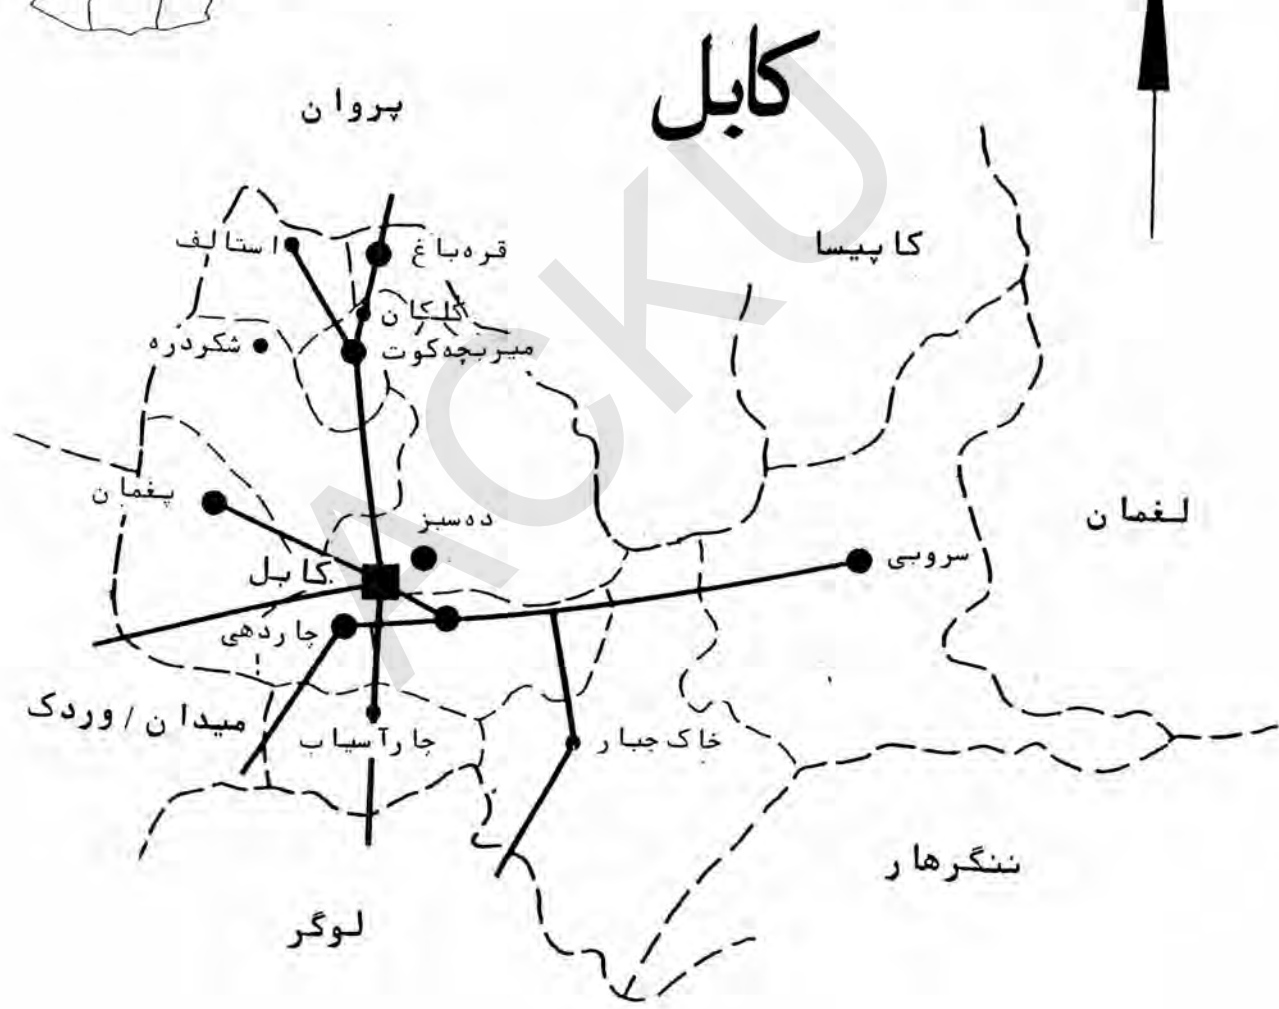 کابل
پروان
کاپیسا
استالف
قره‌باغ
کلکان
شکردره
میربچه‌کوت
پغمان
ده‌سبز
لغمان
سروبی
کابل
چاردهی
میدان / وردک
چارآسیاب
خاک جبار
ننگرهار
لوگر
ACKU